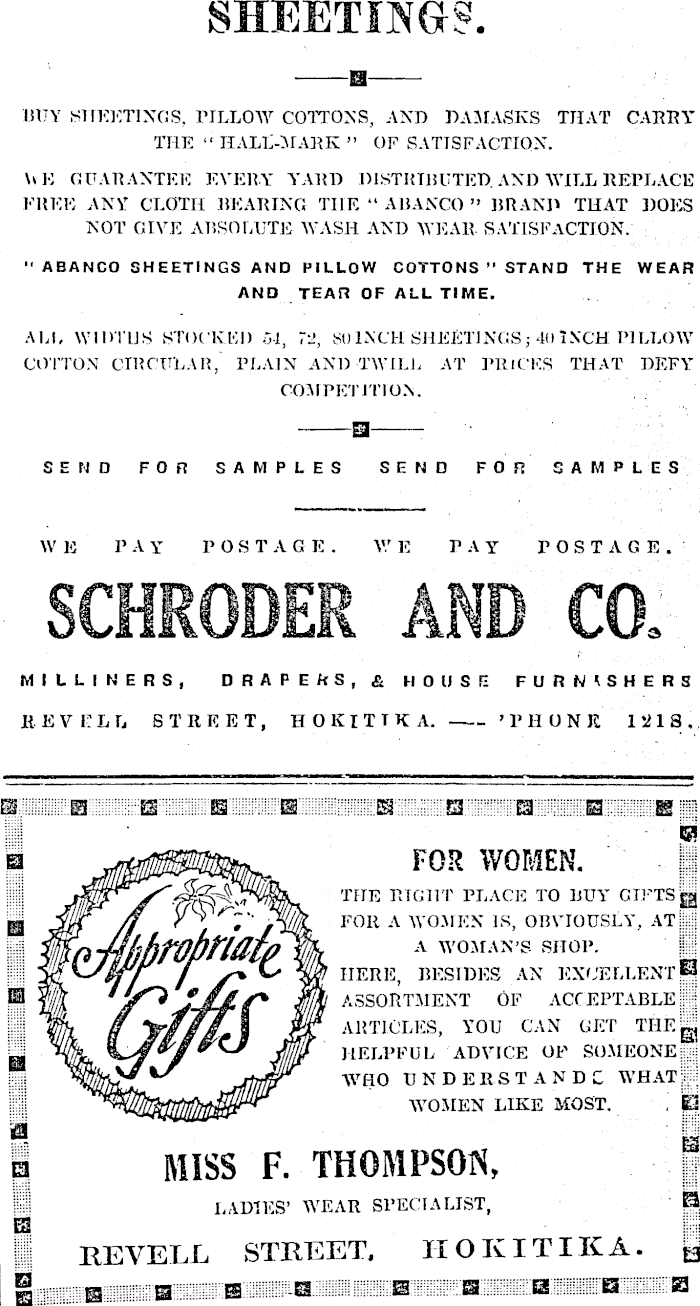 SHEETINGS.
BUY SHEETINGS, PILLOW COTTONS, AND DAMASKS THAT CARRY
THE "HALL-MARK" OF SATISFACTION.
WE GUARANTEE EVERY YARD DISTRIBUTED AND WILL REPLACE
FREE ANY CLOTH BEARING THE "ABANCO" BRAND THAT DOES
NOT GIVE ABSOLUTE WASH AND WEAR SATISFACTION.
"ABANCO SHEETINGS AND PILLOW COTTONS" STAND THE WEAR
AND TEAR OF ALL TIME.
ALL WIDTHS STOCKED 54, 72, 80 INCH SHEETINGS; 40 INCH PILLOW
COTTON CIRCULAR, PLAIN AND TWILL AT PRICES THAT DEFY
COMPETITION.
SEND FOR SAMPLES SEND FOR SAMPLES
WE PAY POSTAGE. WE PAY POSTAGE.
SCHRODER AND CO.
MILLINERS, DRAPERS, & HOUSE FURNISHERS
REVELL STREET, HOKITIKA. —— 'PHONE 1218.
Appropriate
Gifts
FOR WOMEN.
THE RIGHT PLACE TO BUY GIFTS
FOR A WOMEN IS, OBVIOUSLY, AT
A WOMAN'S SHOP.
HERE, BESIDES AN EXCELLENT
ASSORTMENT OF ACCEPTABLE
ARTICLES, YOU CAN GET THE
HELPFUL ADVICE OF SOMEONE
WHO UNDERSTANDS WHAT
WOMEN LIKE MOST.
MISS F. THOMPSON,
LADIES' WEAR SPECIALIST,
REVELL STREET, HOKITIKA.